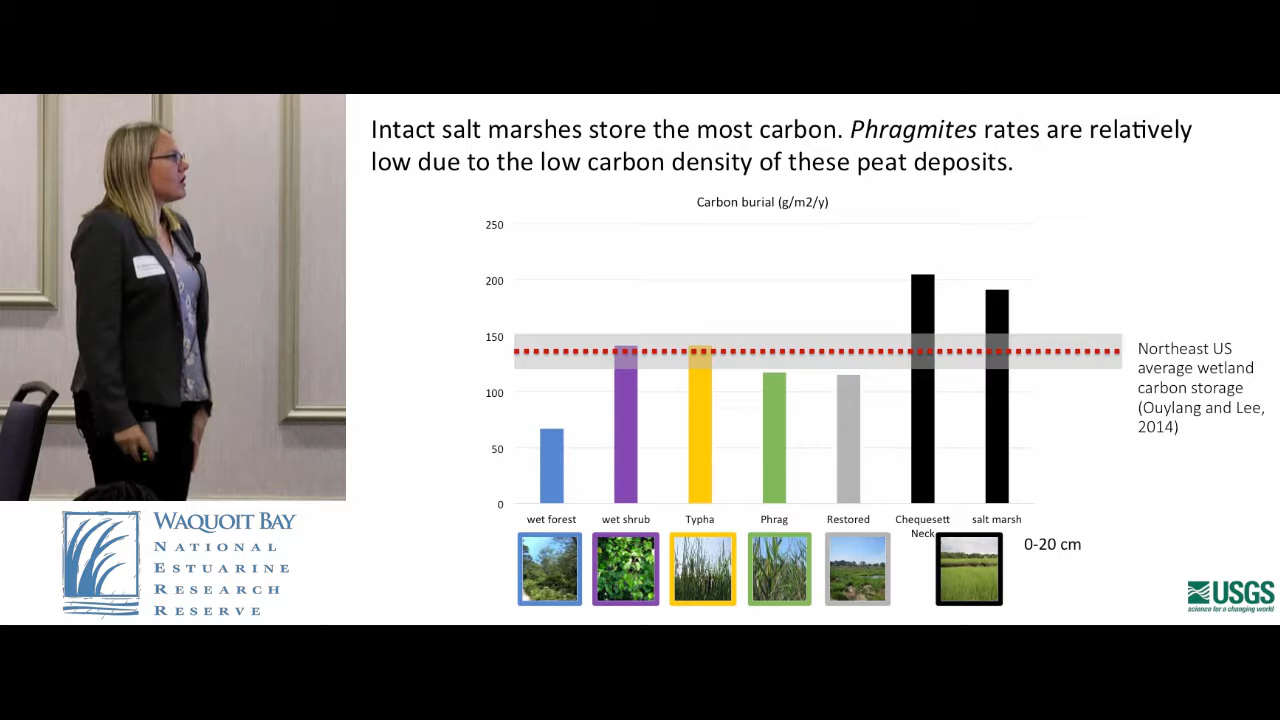 Intact salt marshes store the most carbon. Phragmites rates are relatively
low due to the low carbon density of these peat deposits.
Carbon burial (g/m2/y)
250
200
150
100
50
0
wet forest
wet shrub
Typha
Phrag
Restored
Chequesett
Neck
salt marsh
0-20 cm
Northeast US
average wetland
carbon storage
(Ouylang and Lee,
2014)
WAQUOIT BAY
NATIONAL
ESTUARINE
RESEARCH
RESERVE
USGS
science for a changing world